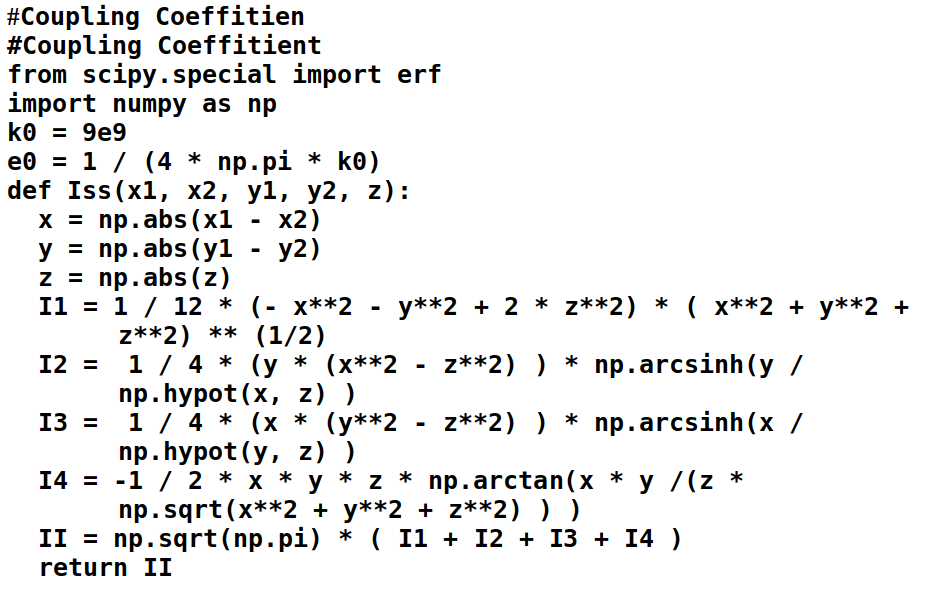 #Coupling Coeffitien
#Coupling Coeffitient
from scipy.special import erf
import numpy as np
k0 = 9e9
e0 = 1 / (4 * np.pi * k0)
def Iss(x1, x2, y1, y2, z):
x = np.abs(x1 - x2)
y = np.abs(y1 - y2)
z = np.abs(z)
I1 = 1 / 12 * (- x**2 - y**2 + 2 * z**2) * ( x**2 + y**2 +
z**2) ** (1/2)
I2 =  1 / 4 * (y * (x**2 - z**2) ) * np.arcsinh(y /
np.hypot(x, z) )
I3 =  1 / 4 * (x * (y**2 - z**2) ) * np.arcsinh(x /
np.hypot(y, z) )
I4 = -1 / 2 * x * y * z * np.arctan(x * y /(z *
np.sqrt(x**2 + y**2 + z**2) ) )
II = np.sqrt(np.pi) * ( I1 + I2 + I3 + I4 )
return II